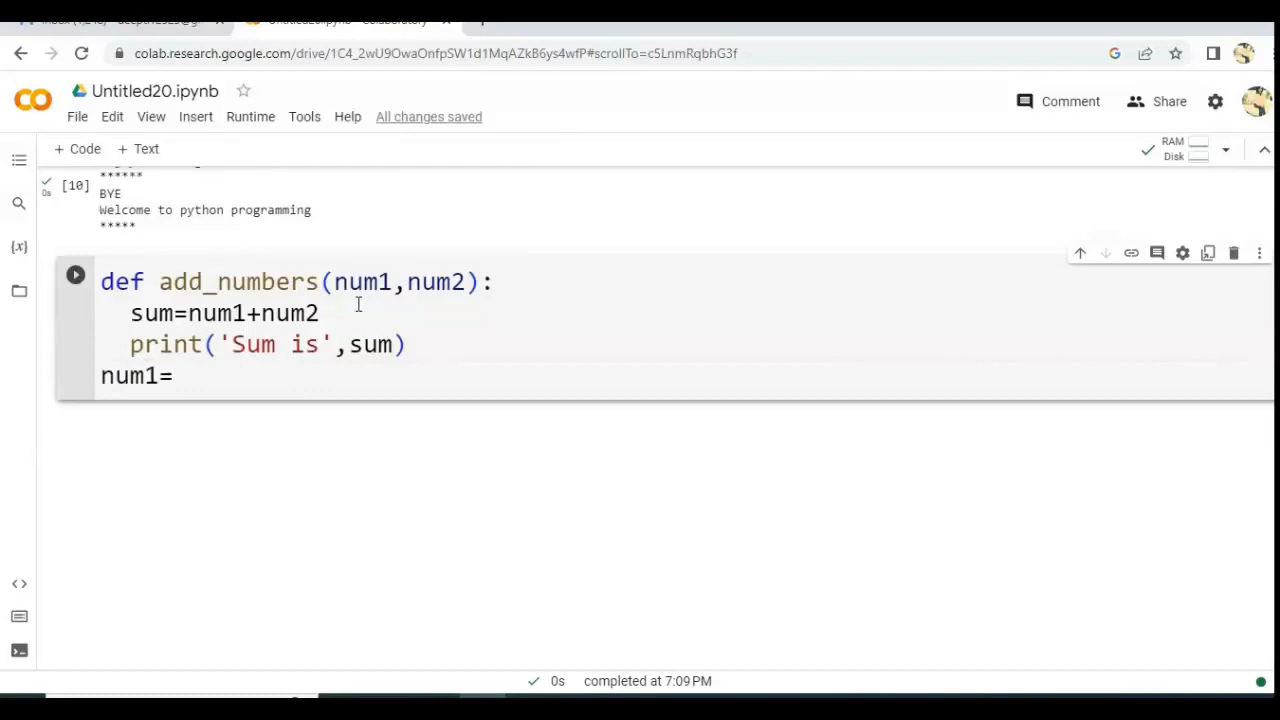 colab.research.google.com/drive/1C4_2wU9OwaOnfpSW1d1MqAZkB6ys4wfP#scrollTo=c5LnmRqbhG3f
Untitled20.ipynb
Comment
Share
File Edit View Insert Runtime Tools Help All changes saved
+ Code + Text
RAM
Disk
******
[10]
0s
BYE
Welcome to python programming
*****
def add_numbers(num1,num2):
sum=num1+num2
print('Sum is',sum)
num1=
0s completed at 7:09 PM